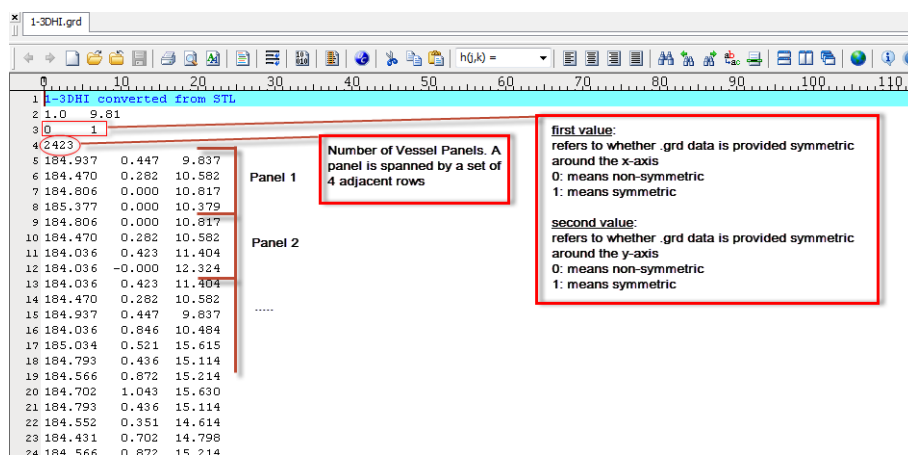 1-3DHI.grd
h(j,k) =
0 10 20 30 40 50 60 70 80 90 100 110
1 1-3DHI converted from STL
2 1.0 9.81
3 0 1
4 2423
5 184.937 0.447 9.837
6 184.470 0.282 10.582
7 184.806 0.000 10.817
8 185.377 0.000 10.379
9 184.806 0.000 10.817
10 184.470 0.282 10.582
11 184.036 0.423 11.404
12 184.036 -0.000 12.324
13 184.036 0.423 11.404
14 184.470 0.282 10.582
15 184.937 0.447 9.837
16 184.036 0.846 10.484
17 185.034 0.521 15.615
18 184.793 0.436 15.114
19 184.566 0.872 15.214
20 184.702 1.043 15.630
21 184.793 0.436 15.114
22 184.552 0.351 14.614
23 184.431 0.702 14.798
24 184.566 0.872 15.214
Panel 1
Panel 2
.....
Number of Vessel Panels. A
panel is spanned by a set of
4 adjacent rows
first value:
refers to whether .grd data is provided symmetric
around the x-axis
0: means non-symmetric
1: means symmetric
second value:
refers to whether .grd data is provided symmetric
around the y-axis
0: means non-symmetric
1: means symmetric